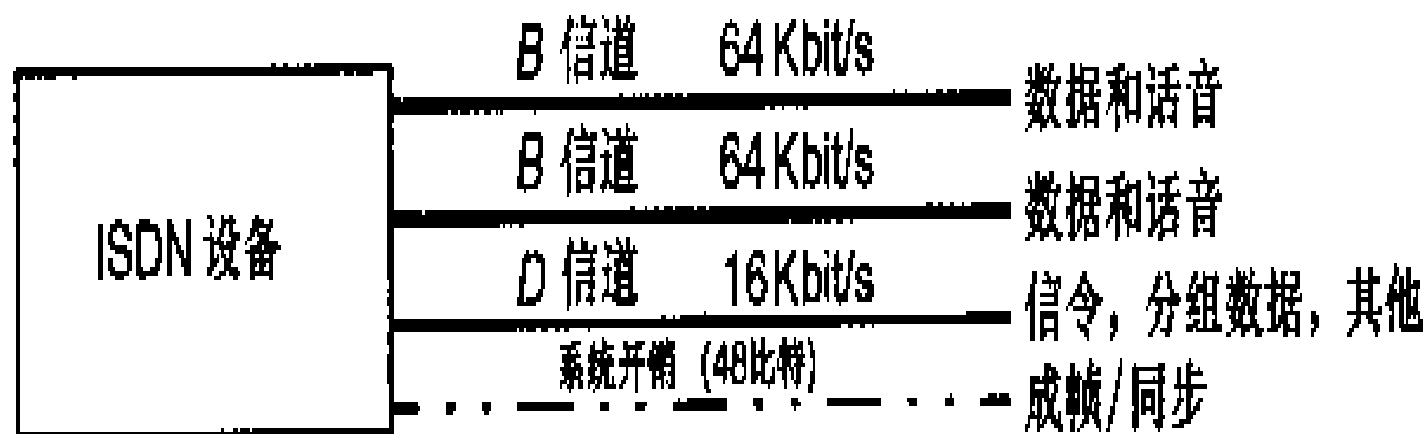 B 信道 64 Kbit/s
数据和话音
B 信道 64 Kbit/s
数据和话音
ISDN 设备
D 信道 16 Kbit/s
信令，分组数据，其他
系统开销 (48比特)
成帧/同步